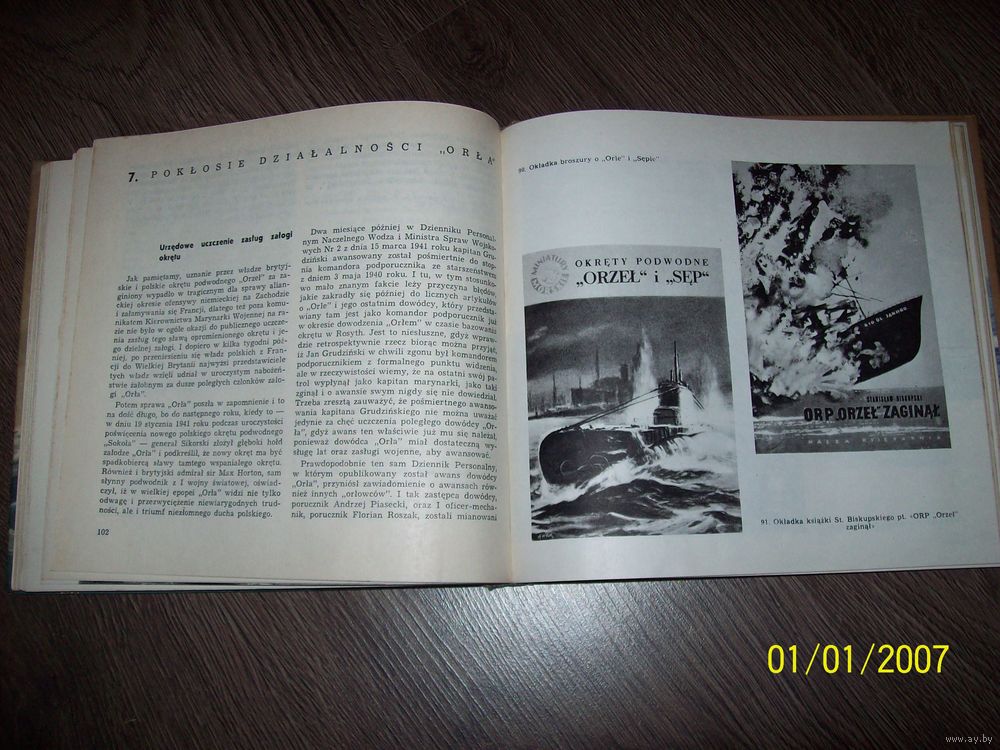 7. POKŁOSIE DZIAŁALNOŚCI „ORŁA"
Urzędowe uczczenie zasług załogi
okrętu
Jak pamiętamy, uznanie przez władze brytyj-
skie i polskie okrętu podwodnego „Orzeł" za za-
giniony wypadło w tragicznym dla sprawy alian-
ckiej okresie ofensywy niemieckiej na Zachodzie
i załamywania się Francji, dlatego też poza komu-
nikatem Kierownictwa Marynarki Wojennej na ra-
zie nie było w ogóle okazji do publicznego uczcze-
nia zasług tego sławą opromienionego okrętu i je-
go dzielnej załogi. I dopiero w kilka tygodni póź-
niej, po przeniesieniu się władz polskich z Fran-
cji do Wielkiej Brytanii najwyżsi przedstawiciele
tych władz wzięli udział w uroczystym nabożeń-
stwie żałobnym za dusze poległych członków zało-
gi „Orła".
Potem sprawa „Orła" poszła w zapomnienie i to
na dość długo, bo do następnego roku, kiedy to —
w dniu 19 stycznia 1941 roku podczas uroczystości
poświęcenia nowego polskiego okrętu podwodnego
„Sokoła" — generał Sikorski złożył głęboki hołd
załodze „Orła" i podkreślił, że nowy okręt ma być
spadkobiercą sławy tamtego wspaniałego okrętu.
Również i brytyjski admirał sir Max Horton, sam
słynny podwodnik z I wojny światowej, oświad-
czył, iż w wielkiej epopei „Orła" widzi nie tylko
odwagę i przezwyciężenie niewiarygodnych trud-
ności, ale i triumf niezłomnego ducha polskiego.
102
Dwa miesiące później w Dzienniku Personal-
nym Naczelnego Wodza i Ministra Spraw Wojsko-
wych Nr 2 z dnia 15 marca 1941 roku kapitan Gru-
dziński awansowany został pośmiertnie do stop-
nia komandora podporucznika ze starszeństwem
z dniem 3 maja 1940 roku. I tu, w tym stosunko-
wo mało znanym fakcie leży przyczyna błędów,
jakie zakradły się później do licznych artykułów
o „Orle" i jego ostatnim dowódcy, który przedsta-
wiany tam jest jako komandor podporucznik już
w okresie dowodzenia „Orłem" w czasie bazowania
okrętu w Rosyth. Jest to niesłuszne, gdyż wpraw-
dzie retrospektywnie rzecz biorąc można przyjąć,
iż Jan Grudziński w chwili zgonu był komandorem
podporucznikiem z formalnego punktu widzenia,
ale w rzeczywistości wiemy, że na ostatni swój pa-
trol wypłynął jako kapitan marynarki, jako taki
zginął i o awansie swym nigdy się nie dowiedział.
Trzeba zresztą zauważyć, że pośmiertnego awanso-
wania kapitana Grudzińskiego nie można uważać
jedynie za chęć uczczenia poległego dowódcy „Or-
ła", gdyż awans ten właściwie już mu się należał,
ponieważ dowódca „Orła" miał dostateczną wy-
sługę lat oraz zasługi wojenne, aby awansować.
Prawdopodobnie ten sam Dziennik Personalny,
w którym opublikowany został awans dowódcy
„Orła", przyniósł zawiadomienie o awansach rów-
nież innych „orłowców". I tak zastępca dowódcy,
porucznik Andrzej Piasecki, oraz I oficer-mecha-
nik, porucznik Florian Roszak, zostali mianowani
90. Okładka broszury o „Orle" i „Sępie"
MINIATURY MORSKIE
OKRĘTY PODWODNE
„ORZEŁ" i „SĘP"
STANISŁAW BISKUPSKI
ORP „ORZEŁ" ZAGINĄŁ
NASZA KSIĘGARNIA
91. Okładka książki St. Biskupskiego pt. «ORP „Orzeł"
zaginął»
01/01/2007
www.ay.by